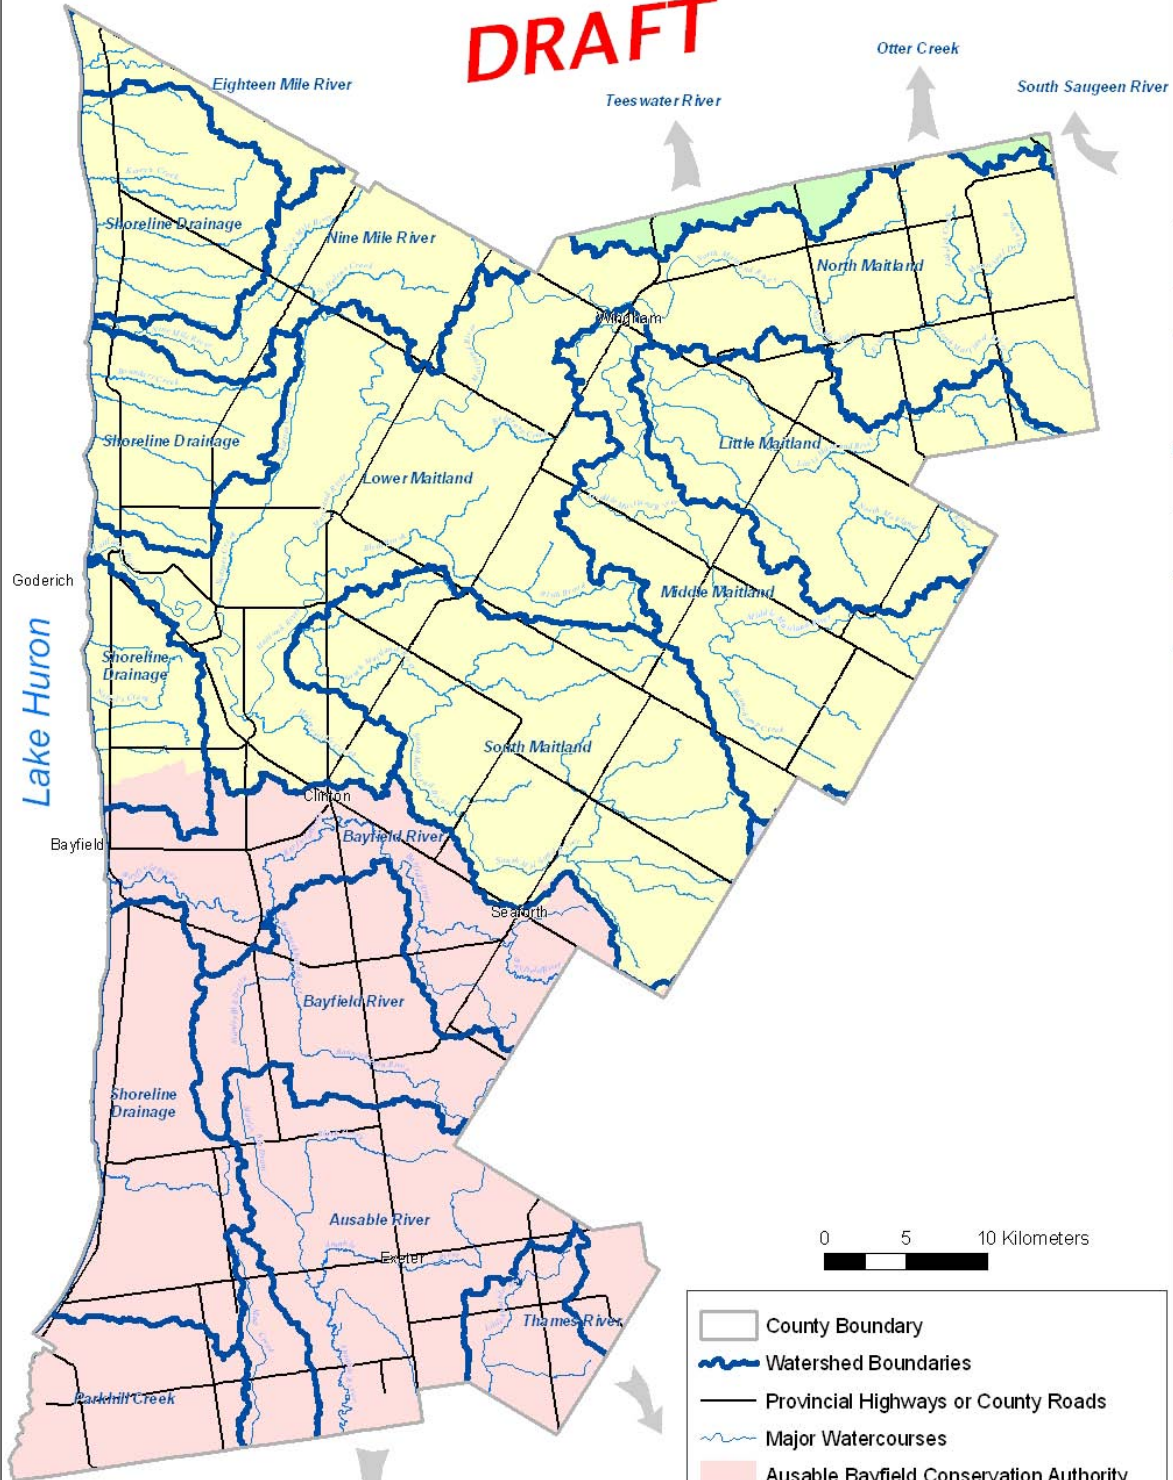 DRAFT
Otter Creek
Eighteen Mile River
South Saugeen River
Teeswater River
Shoreline Drainage
Nine Mile River
North Maitland
Wingham
Shoreline Drainage
Little Maitland
Lower Maitland
Goderich
Middle Maitland
Lake Huron
Shoreline
Drainage
South Maitland
Clinton
Bayfield River
Bayfield
Seaforth
Bayfield River
Shoreline
Drainage
Ausable River
Exeter
0 5 10 Kilometers
Thames River
County Boundary
Watershed Boundaries
Parkhill Creek
Provincial Highways or County Roads
Major Watercourses
Ausable Bayfield Conservation Authority